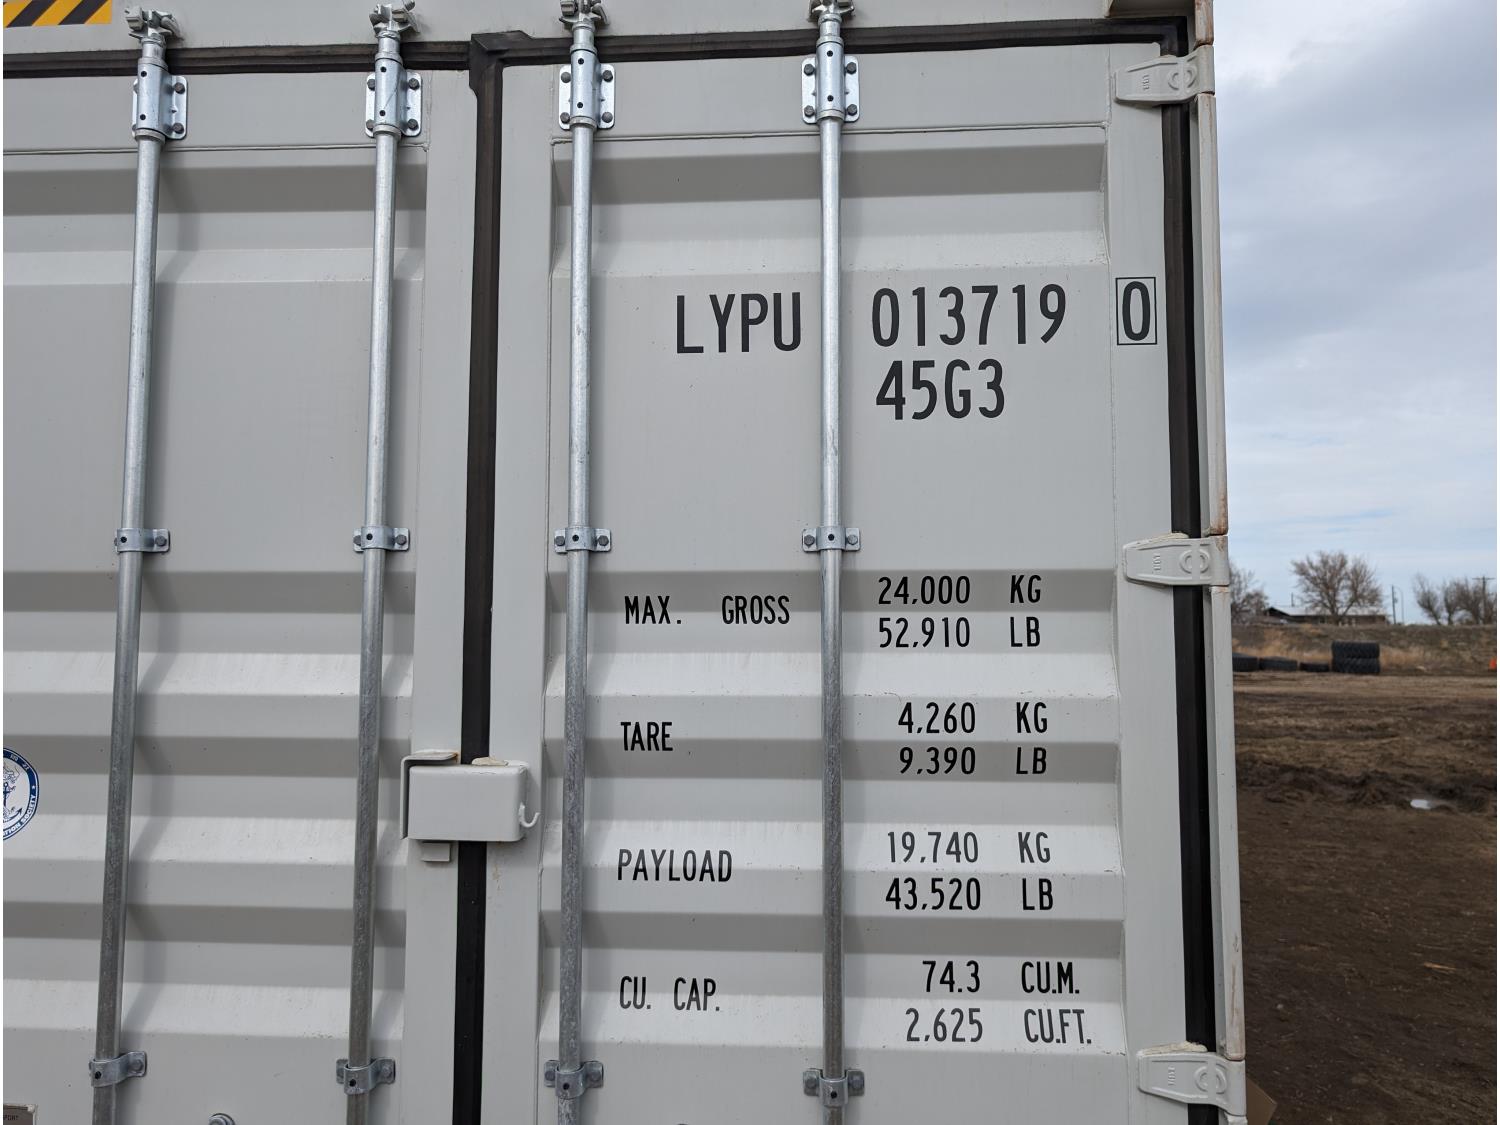 LYPU 013719 0
45G3
MAX. GROSS 24,000 KG
52,910 LB
TARE 4,260 KG
9,390 LB
PAYLOAD 19,740 KG
43,520 LB
CU. CAP. 74.3 CU.M.
2,625 CU.FT.